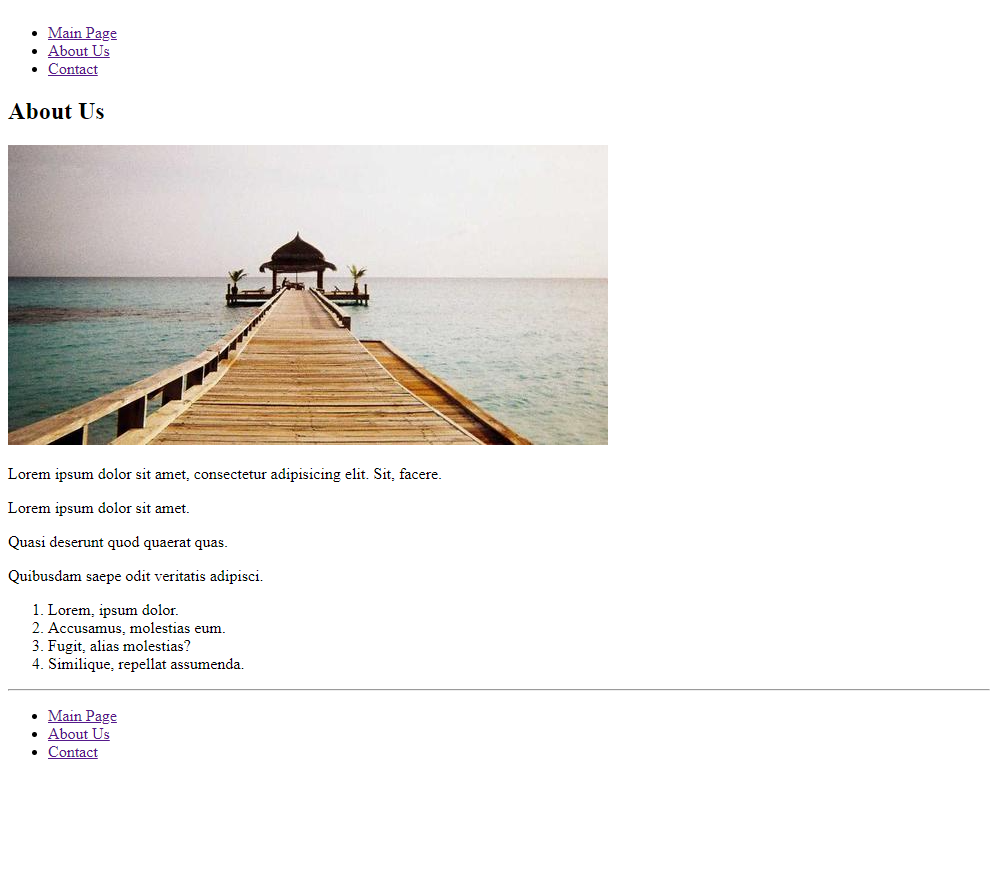 Main Page
About Us
Contact
About Us
Lorem ipsum dolor sit amet, consectetur adipisicing elit. Sit, facere.
Lorem ipsum dolor sit amet.
Quasi deserunt quod quaerat quas.
Quibusdam saepe odit veritatis adipisci.
1. Lorem, ipsum dolor.
2. Accusamus, molestias eum.
3. Fugit, alias molestias?
4. Similique, repellat assumenda.
Main Page
About Us
Contact